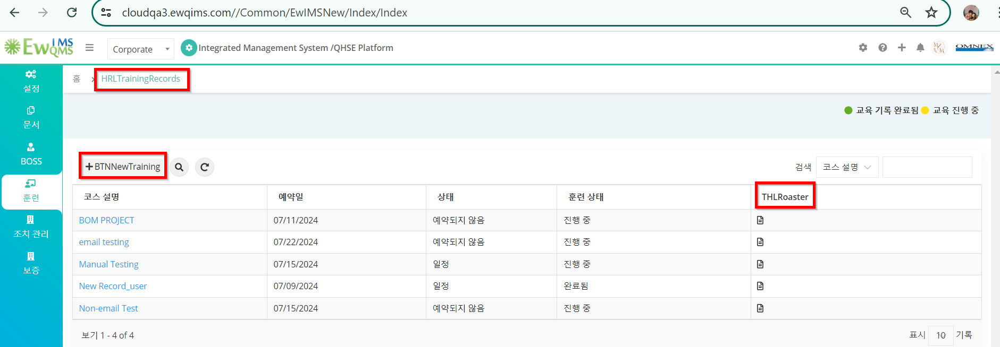 cloudqa3.ewqims.com//Common/EwIMSNew/Index/Index
EwIMS QMS
Corporate
Integrated Management System /QHSE Platform
OMNEX
설정
문서
BOSS
훈련
조치 관리
보증
홈 > HRLTrainingRecords
교육 기록 완료됨 교육 진행 중
+BTNNewTraining
검색 코스 설명
코스 설명 예약일 상태 훈련 상태 THLRoaster
BOM PROJECT 07/11/2024 예약되지 않음 진행 중
email testing 07/22/2024 예약되지 않음 진행 중
Manual Testing 07/15/2024 일정 진행 중
New Record_user 07/09/2024 일정 완료됨
Non-email Test 07/15/2024 예약되지 않음 진행 중
보기 1 - 4 of 4
표시 10 기록